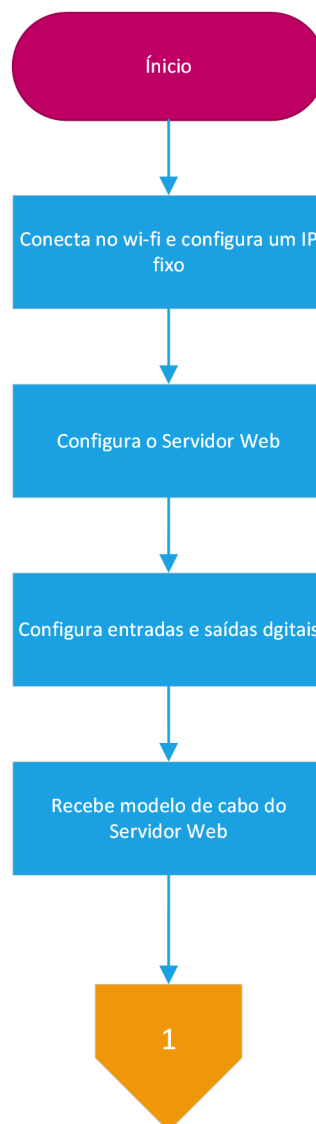 Ínicio
Conecta no wi-fi e configura um IP
fixo
Configura o Servidor Web
Configura entradas e saídas dgitais
Recebe modelo de cabo do
Servidor Web
1